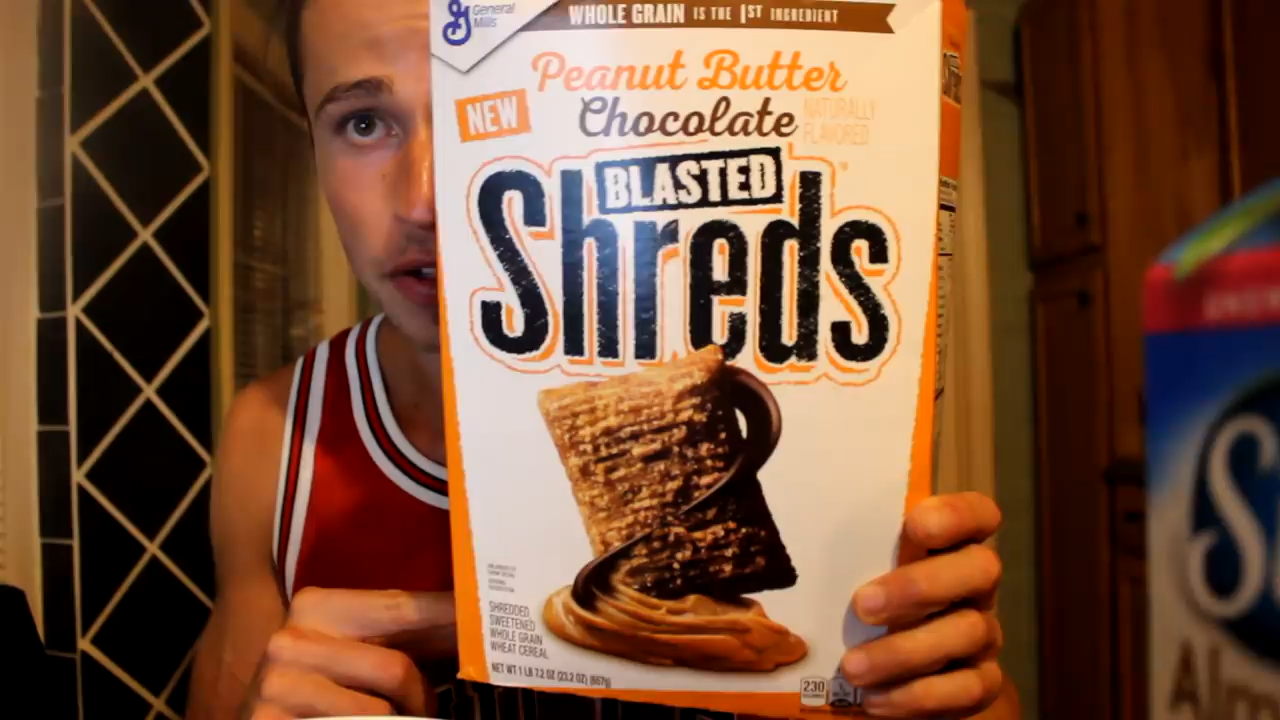 General
Mills
WHOLE GRAIN IS THE 1ST INGREDIENT
Peanut Butter
NEW
Chocolate
NATURALLY
FLAVORED
BLASTED
Shreds
™
SHREDDED
SWEETENED
WHOLE GRAIN
WHEAT CEREAL
NET WT 1 LB 7.2 OZ (23.2 OZ) (657g)
230